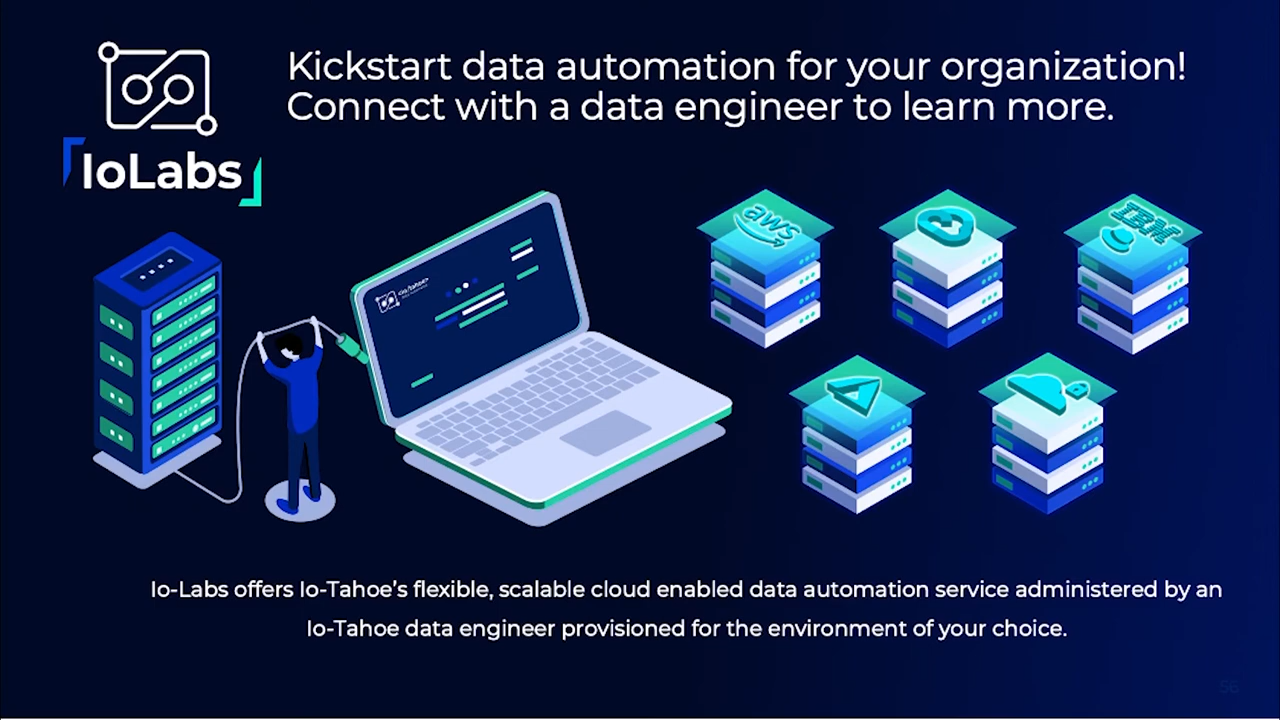 Kickstart data automation for your organization!
Connect with a data engineer to learn more.
IoLabs
aws
IBM
Io-Labs offers Io-Tahoe's flexible, scalable cloud enabled data automation service administered by an
Io-Tahoe data engineer provisioned for the environment of your choice.
56